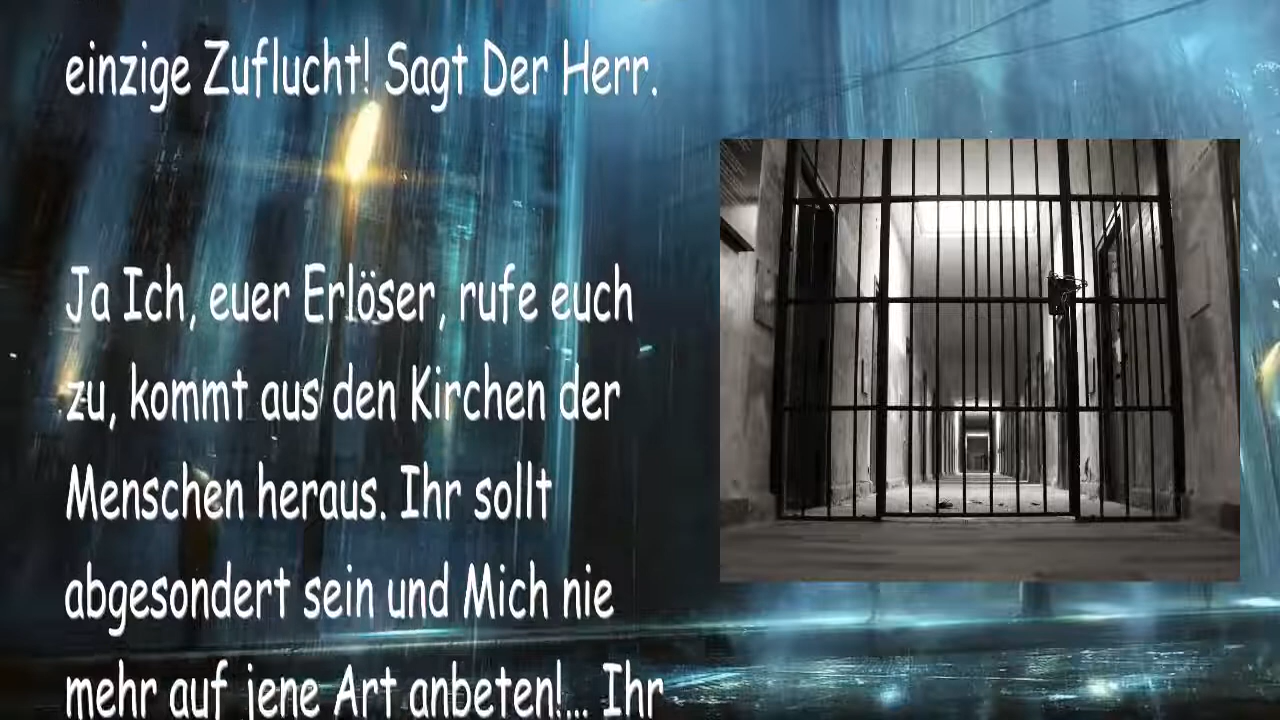 einzige Zuflucht! Sagt Der Herr.
Ja Ich, euer Erlöser, rufe euch
zu, kommt aus den Kirchen der
Menschen heraus. Ihr sollt
abgesondert sein und Mich nie
mehr auf jene Art anbeten!... Ihr